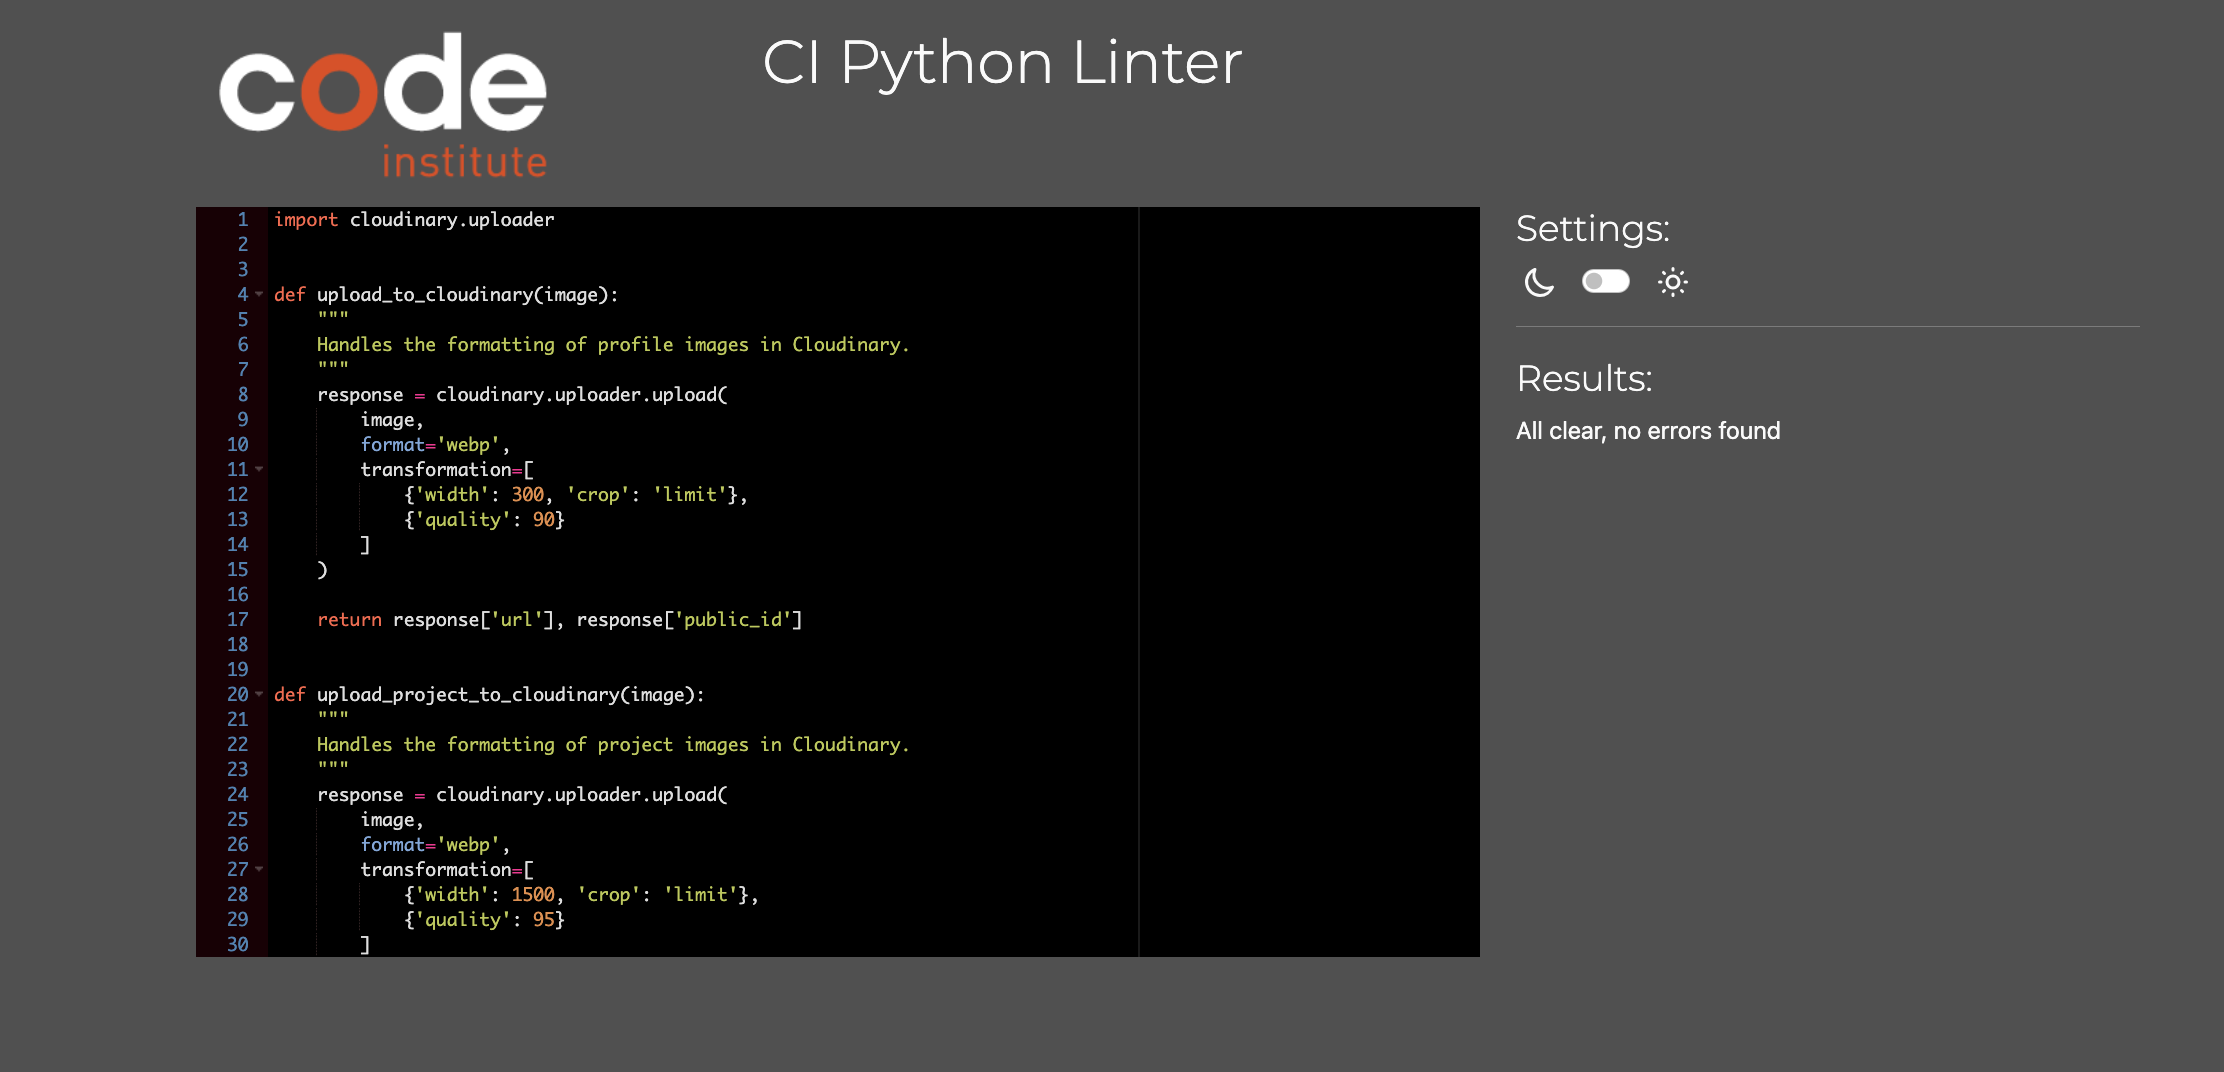 code
institute
CI Python Linter
1 import cloudinary.uploader
2
3
4 def upload_to_cloudinary(image):
5     """
6     Handles the formatting of profile images in Cloudinary.
7     """
8     response = cloudinary.uploader.upload(
9         image,
10         format='webp',
11         transformation=[
12             {'width': 300, 'crop': 'limit'},
13             {'quality': 90}
14         ]
15     )
16
17     return response['url'], response['public_id']
18
19
20 def upload_project_to_cloudinary(image):
21     """
22     Handles the formatting of project images in Cloudinary.
23     """
24     response = cloudinary.uploader.upload(
25         image,
26         format='webp',
27         transformation=[
28             {'width': 1500, 'crop': 'limit'},
29             {'quality': 95}
30         ]
Settings:
Results:
All clear, no errors found